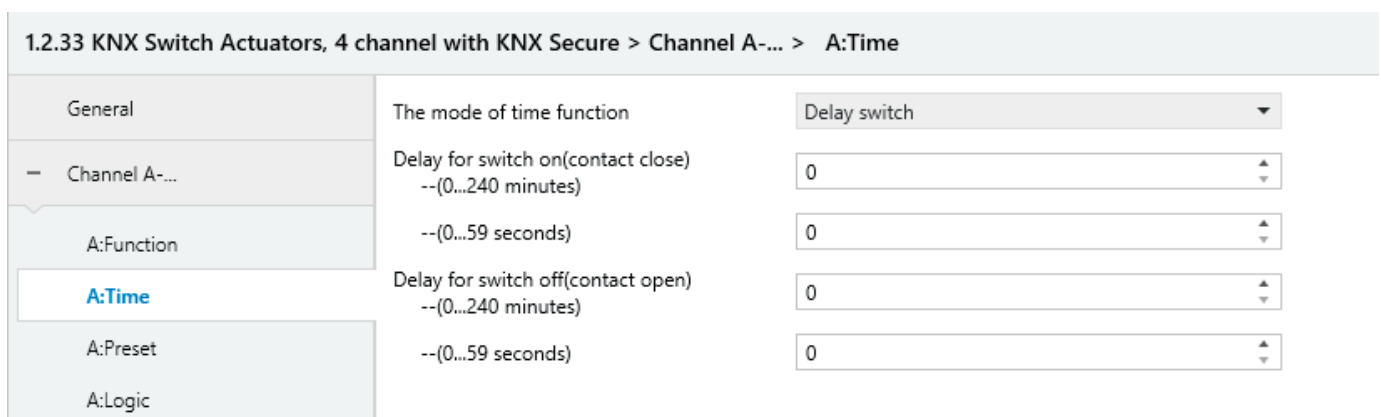 1.2.33 KNX Switch Actuators, 4 channel with KNX Secure > Channel A-... > A:Time
General
— Channel A-...
A:Function
A:Time
A:Preset
A:Logic
The mode of time function Delay switch
Delay for switch on(contact close)
--(0...240 minutes) 0
--(0...59 seconds) 0
Delay for switch off(contact open)
--(0...240 minutes) 0
--(0...59 seconds) 0